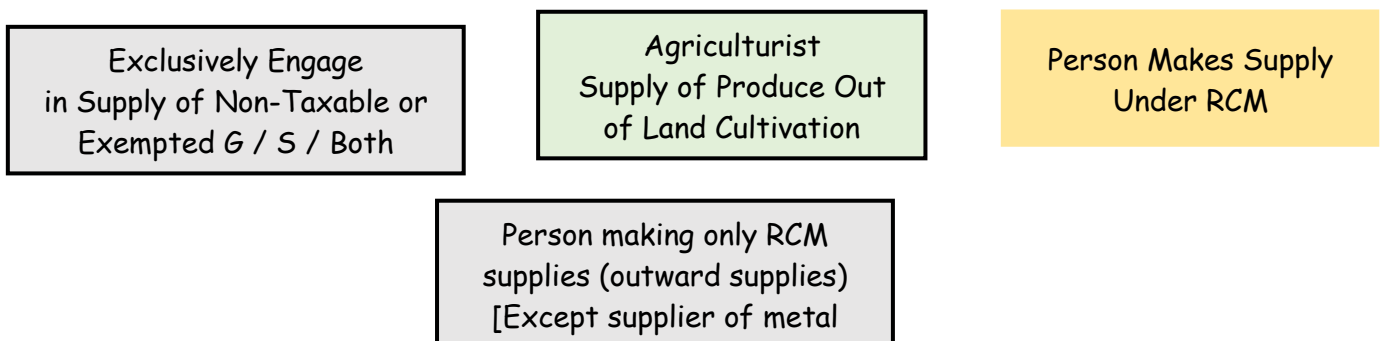 Exclusively Engage
in Supply of Non-Taxable or
Exempted G / S / Both
Agriculturist
Supply of Produce Out
of Land Cultivation
Person Makes Supply
Under RCM
Person making only RCM
supplies (outward supplies)
[Except supplier of metal